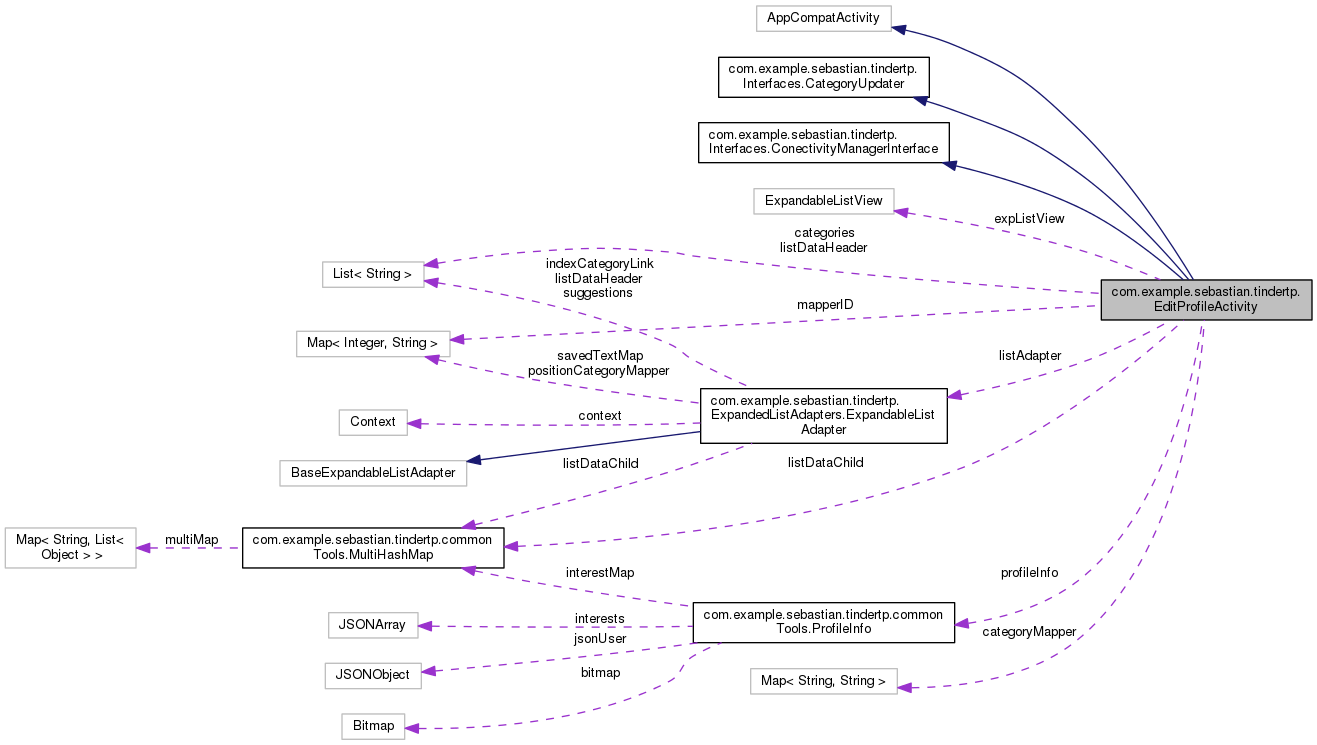 AppCompatActivity
com.example.sebastian.tindertp.
Interfaces.CategoryUpdater
com.example.sebastian.tindertp.
Interfaces.ConectivityManagerInterface
ExpandableListView
expListView
categories
listDataHeader
List< String >
indexCategoryLink
listDataHeader
suggestions
com.example.sebastian.tindertp.
EditProfileActivity
mapperID
Map< Integer, String >
savedTextMap
positionCategoryMapper
listAdapter
com.example.sebastian.tindertp.
ExpandedListAdapters.ExpandableList
Adapter
Context
context
BaseExpandableListAdapter
listDataChild
listDataChild
Map< String, List<
Object > >
multiMap
com.example.sebastian.tindertp.common
Tools.MultiHashMap
interestMap
profileInfo
JSONArray
interests
com.example.sebastian.tindertp.common
Tools.ProfileInfo
categoryMapper
jsonUser
JSONObject
bitmap
Map< String, String >
Bitmap